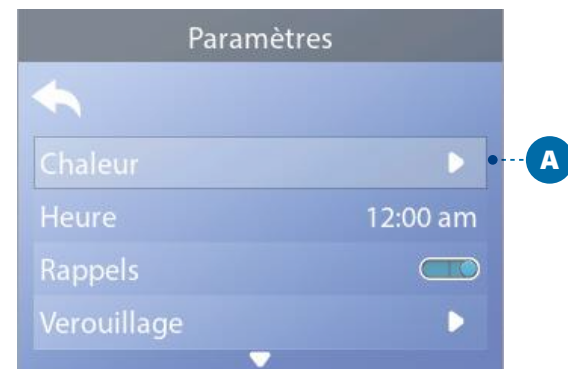 Paramètres
Chaleur
A
Heure 12:00 am
Rappels
Verouillage